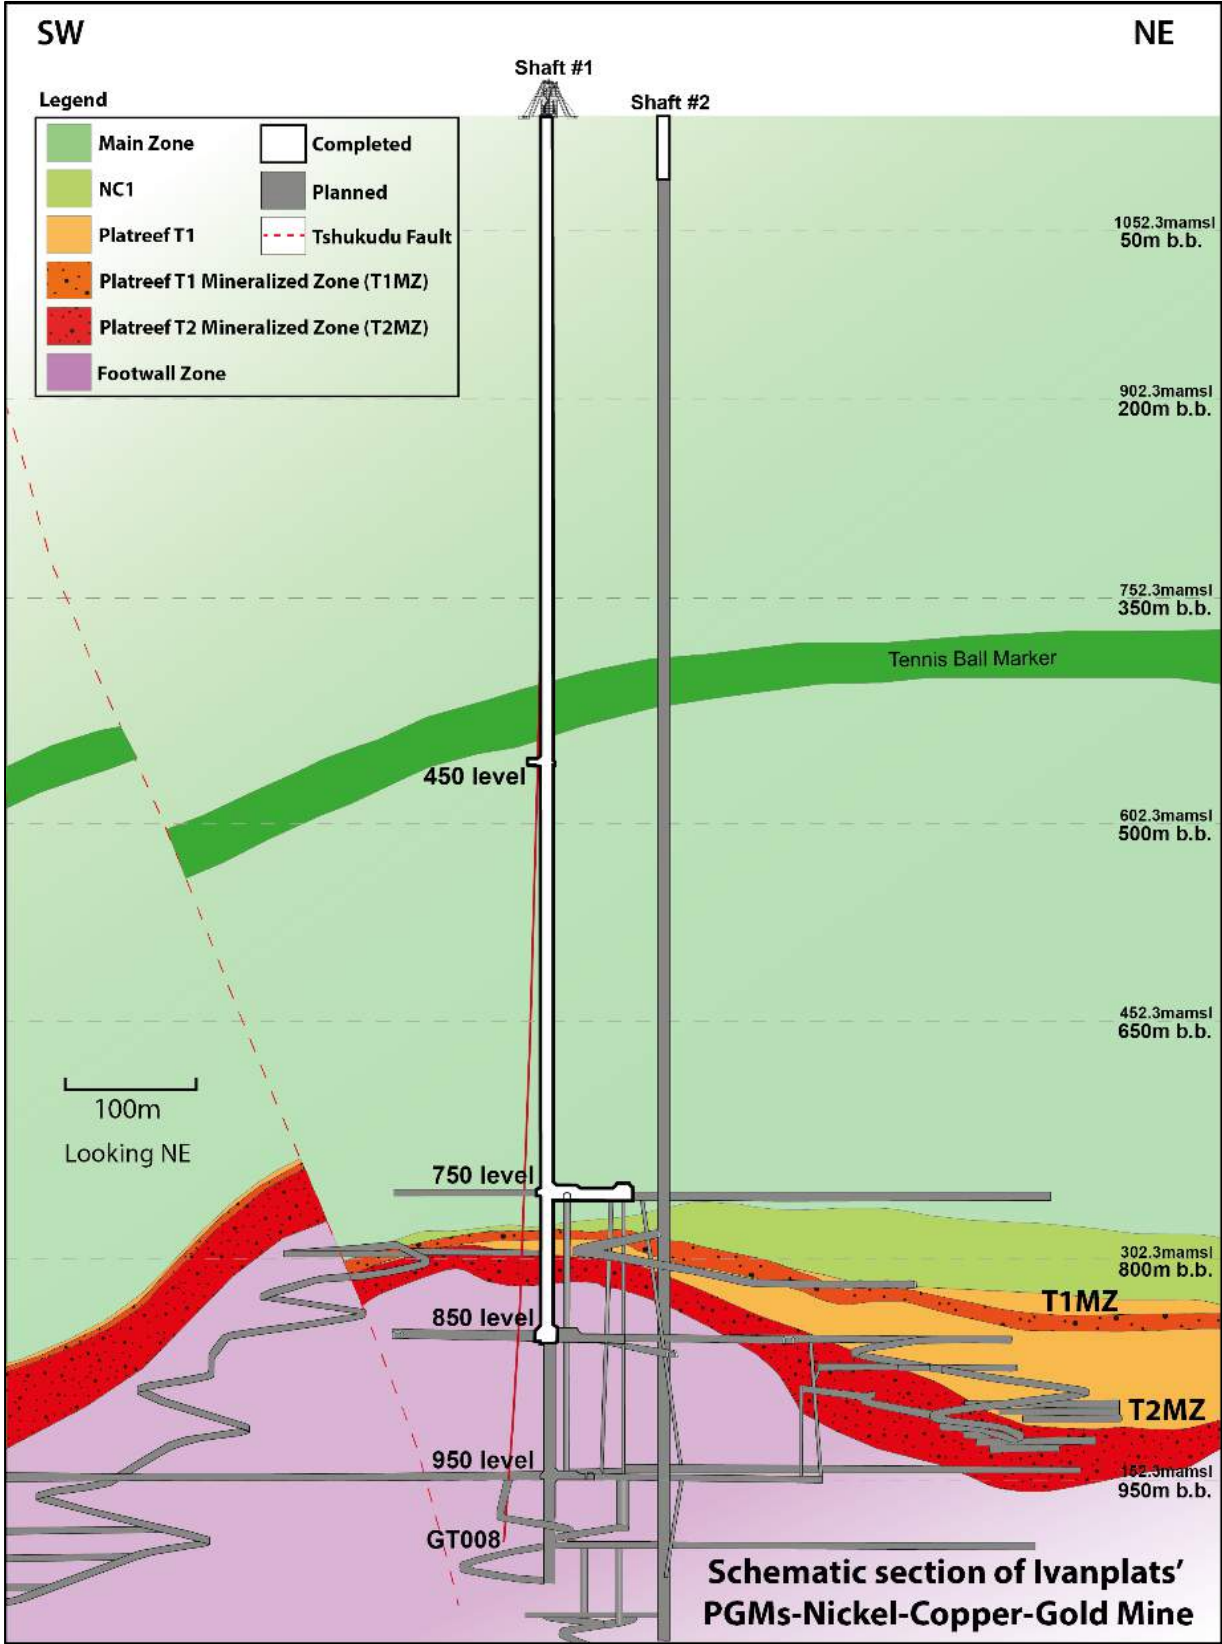 SW
NE
Shaft #1
Shaft #2
Legend
Main Zone
Completed
NC1
Planned
Platreef T1
Tshukudu Fault
Platreef T1 Mineralized Zone (T1MZ)
Platreef T2 Mineralized Zone (T2MZ)
Footwall Zone
1052.3mamsl
50m b.b.
902.3mamsl
200m b.b.
752.3mamsl
350m b.b.
Tennis Ball Marker
450 level
602.3mamsl
500m b.b.
452.3mamsl
650m b.b.
100m
Looking NE
750 level
302.3mamsl
800m b.b.
T1MZ
850 level
T2MZ
950 level
152.3mamsl
950m b.b.
GT008
Schematic section of Ivanplats'
PGMs-Nickel-Copper-Gold Mine